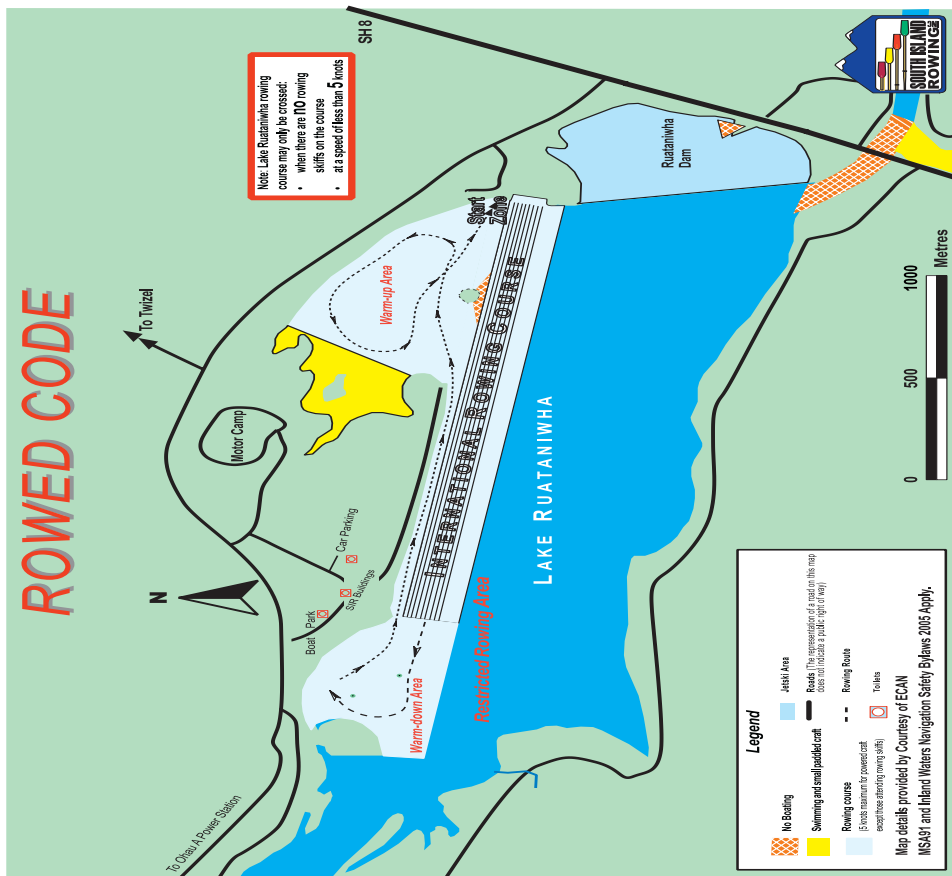 ROWED CODE
Note: Lake Ruataniwha rowing
course may only be crossed:
• when there are no rowing
skiffs on the course
• at a speed of less than 5 knots
SH 8
SOUTH ISLAND
ROWING INC
NZ
To Twizel
N
Motor Camp
Car Parking
SIR Buildings
Boat Park
To Ohau A Power Station
Warm-up Area
Start
Zone
Ruataniwha
Dam
INTERNATIONAL ROWING COURSE
Warm-down Area
Restricted Rowing Area
LAKE RUATANIWHA
0 500 1000
Metres
Legend
No Boating
Jetski Area
Swimming and small paddled craft
Roads (The representation of a road on this map
does not indicate a public right of way)
Rowing course
(5 knots maximum for powered craft
except those attending rowing skiffs)
Rowing Route
Toilets
Map details provided by Courtesy of ECAN
MSA91 and Inland Waters Navigation Safety Bylaws 2005 Apply.